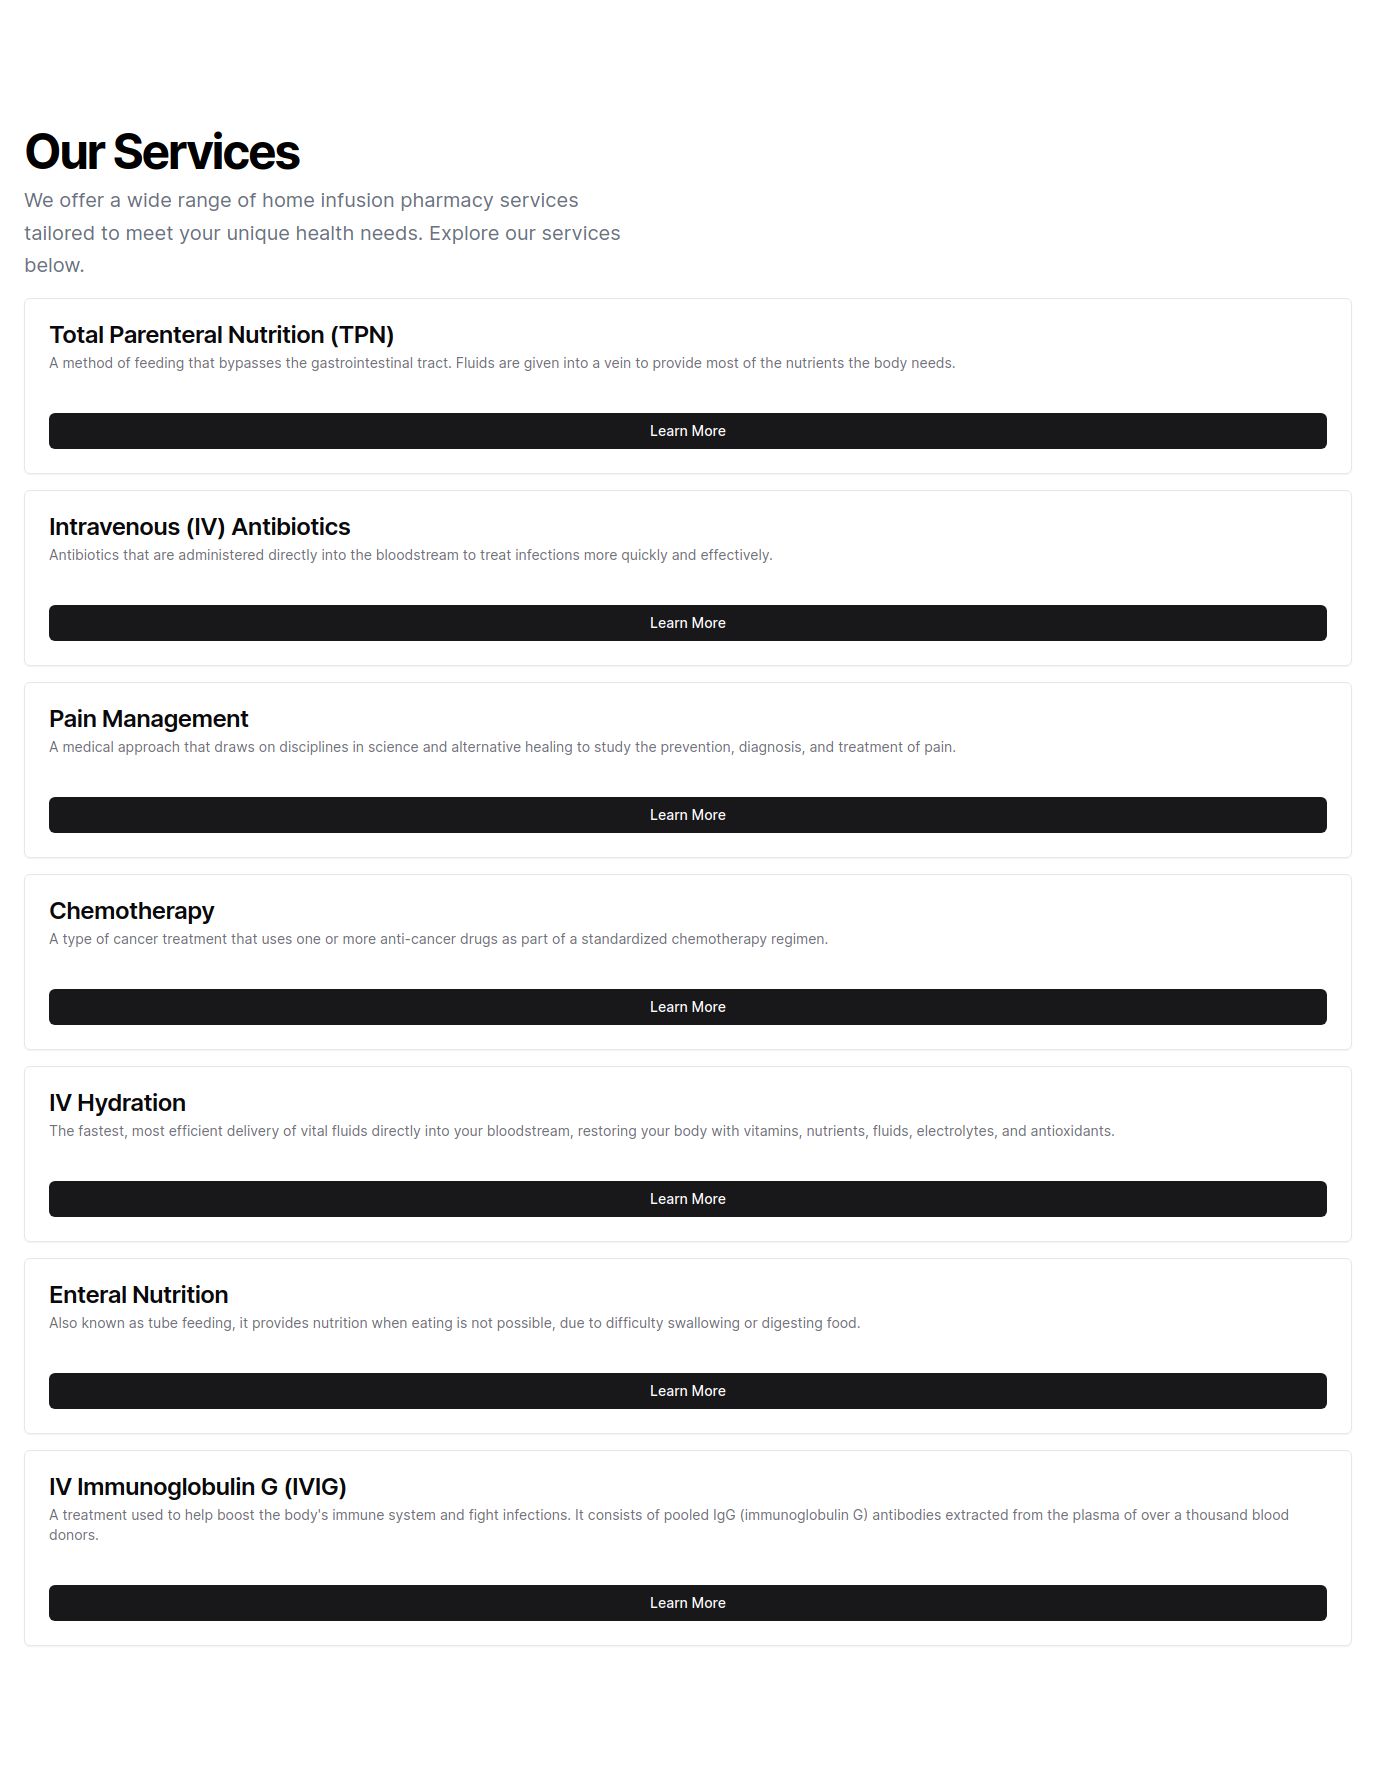 Our Services
We offer a wide range of home infusion pharmacy services
tailored to meet your unique health needs. Explore our services
below.
Total Parenteral Nutrition (TPN)
A method of feeding that bypasses the gastrointestinal tract. Fluids are given into a vein to provide most of the nutrients the body needs.
Learn More
Intravenous (IV) Antibiotics
Antibiotics that are administered directly into the bloodstream to treat infections more quickly and effectively.
Learn More
Pain Management
A medical approach that draws on disciplines in science and alternative healing to study the prevention, diagnosis, and treatment of pain.
Learn More
Chemotherapy
A type of cancer treatment that uses one or more anti-cancer drugs as part of a standardized chemotherapy regimen.
Learn More
IV Hydration
The fastest, most efficient delivery of vital fluids directly into your bloodstream, restoring your body with vitamins, nutrients, fluids, electrolytes, and antioxidants.
Learn More
Enteral Nutrition
Also known as tube feeding, it provides nutrition when eating is not possible, due to difficulty swallowing or digesting food.
Learn More
IV Immunoglobulin G (IVIG)
A treatment used to help boost the body's immune system and fight infections. It consists of pooled IgG (immunoglobulin G) antibodies extracted from the plasma of over a thousand blood
donors.
Learn More